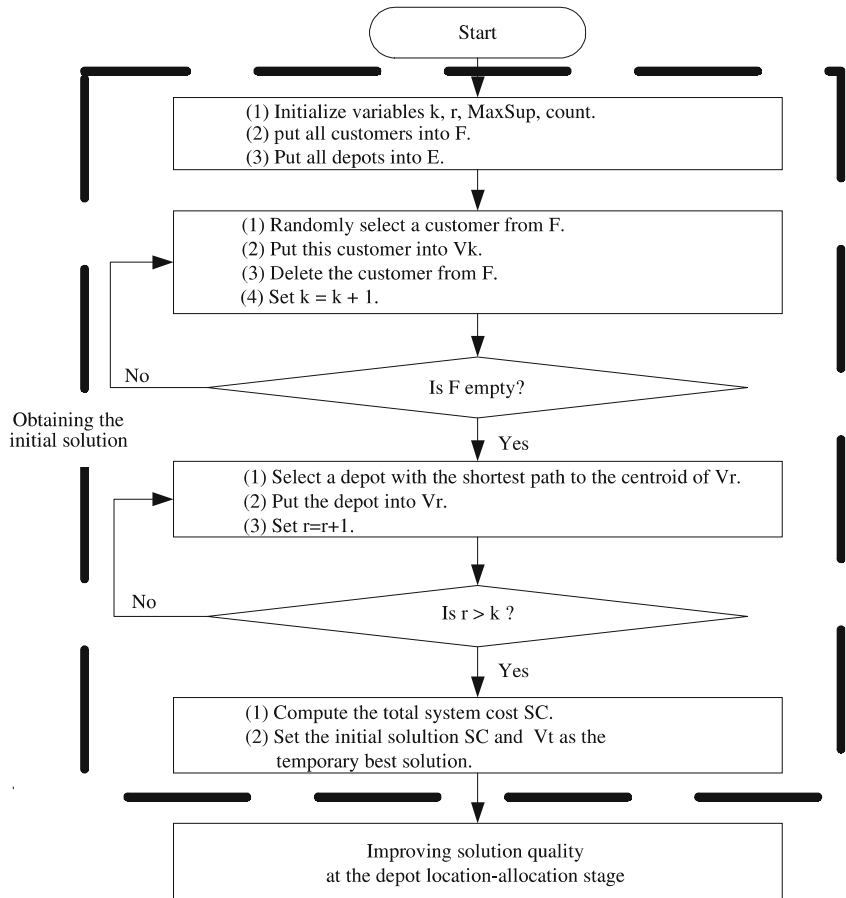 Start
(1) Initialize variables k, r, MaxSup, count.
(2) put all customers into F.
(3) Put all depots into E.
(1) Randomly select a customer from F.
(2) Put this customer into Vk.
(3) Delete the customer from F.
(4) Set k = k + 1.
No
Is F empty?
Obtaining the
initial solution
Yes
(1) Select a depot with the shortest path to the centroid of Vr.
(2) Put the depot into Vr.
(3) Set r=r+1.
No
Is r > k ?
Yes
(1) Compute the total system cost SC.
(2) Set the initial solultion SC and Vt as the
temporary best solution.
Improving solution quality
at the depot location-allocation stage